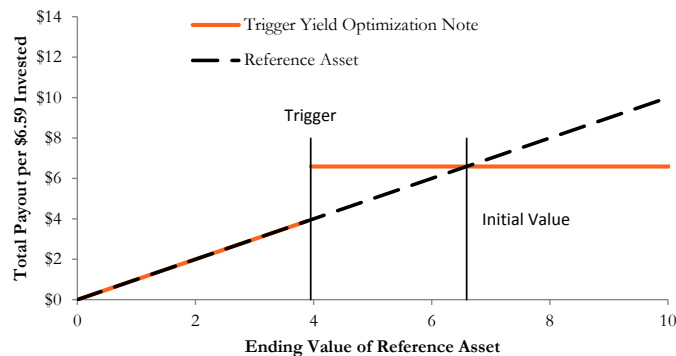 Trigger Yield Optimization Note
Reference Asset
Total Payout per $6.59 Invested
$14
$12
$10
$8
$6
$4
$2
$0
Trigger
Initial Value
0 2 4 6 8 10
Ending Value of Reference Asset